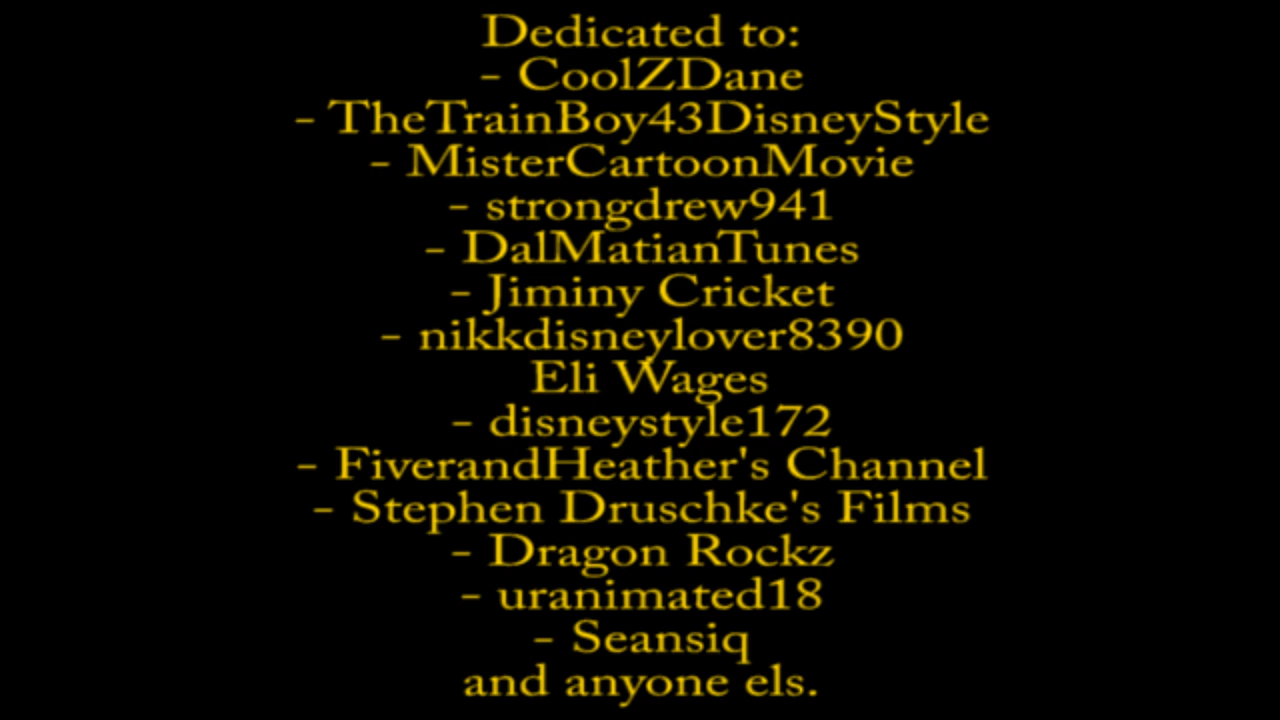 Dedicated to:
- CoolZDane
- TheTrainBoy43DisneyStyle
- MisterCartoonMovie
- strongdrew941
- DalMatianTunes
- Jiminy Cricket
- nikkdisneylover8390
Eli Wages
- disneystyle172
- FiverandHeather's Channel
- Stephen Druschke's Films
- Dragon Rockz
- uranimated18
- Seansiq
and anyone els.